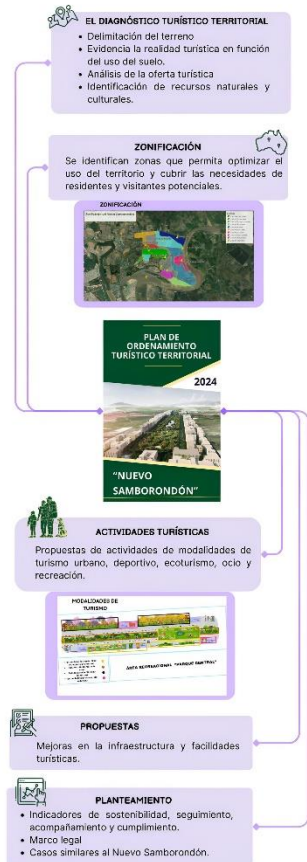 EL DIAGNÓSTICO TURÍSTICO TERRITORIAL
• Delimitación del terreno
• Evidencia la realidad turística en función
del uso del suelo.
• Análisis de la oferta turística
• Identificación de recursos naturales y
culturales.
ZONIFICACIÓN
Se identifican zonas que permita optimizar el
uso del territorio y cubrir las necesidades de
residentes y visitantes potenciales.
ZONIFICACIÓN
PLAN DE
ORDENAMIENTO
TURÍSTICO TERRITORIAL
2024
“NUEVO
SAMBORONDÓN”
ACTIVIDADES TURÍSTICAS
Propuestas de actividades de modalidades de
turismo urbano, deportivo, ecoturismo, ocio y
recreación.
MODALIDADES DE
TURISMO
ÁREA RECREACIONAL "PARQUE CENTRAL"
PROPUESTAS
Mejoras en la infraestructura y facilidades
turísticas.
PLANTEAMIENTO
• Indicadores de sostenibilidad, seguimiento,
acompañamiento y cumplimiento.
• Marco legal
• Casos similares al Nuevo Samborondón.